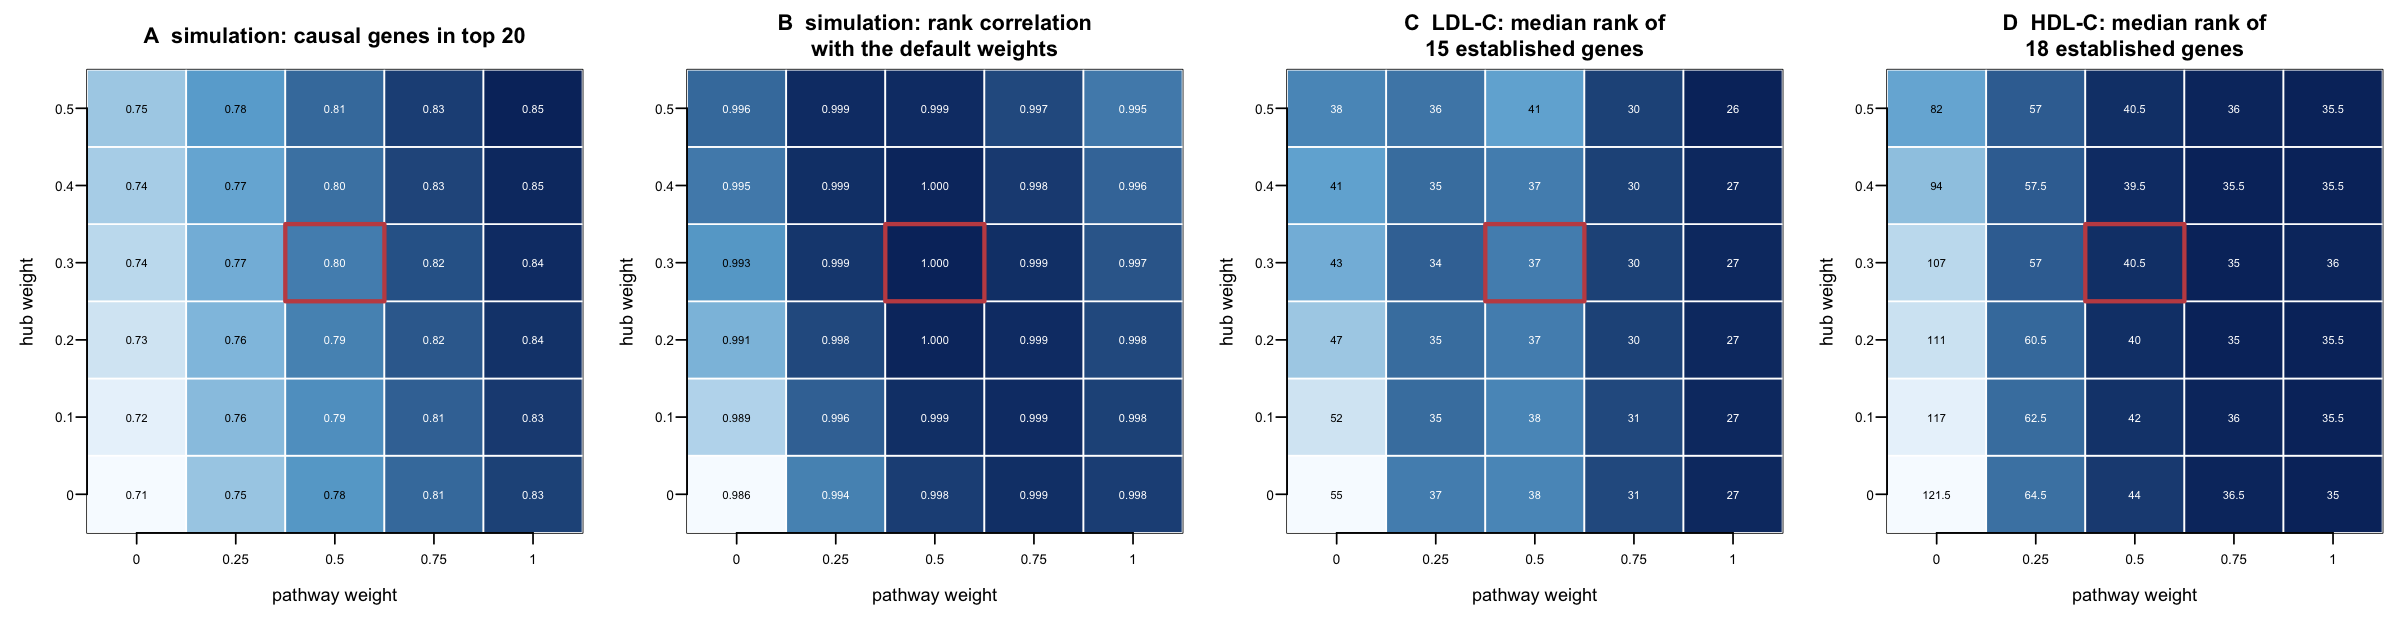 A  simulation: causal genes in top 20
hub weight
0.5 0.75 0.78 0.81 0.83 0.85
0.4 0.74 0.77 0.80 0.83 0.85
0.3 0.74 0.77 0.80 0.82 0.84
0.2 0.73 0.76 0.79 0.82 0.84
0.1 0.72 0.76 0.79 0.81 0.83
0 0.71 0.75 0.78 0.81 0.83
0 0.25 0.5 0.75 1
pathway weight
B  simulation: rank correlation
with the default weights
hub weight
0.5 0.996 0.999 0.999 0.997 0.995
0.4 0.995 0.999 1.000 0.998 0.996
0.3 0.993 0.999 1.000 0.999 0.997
0.2 0.991 0.998 1.000 0.999 0.998
0.1 0.989 0.996 0.999 0.999 0.998
0 0.986 0.994 0.998 0.999 0.998
0 0.25 0.5 0.75 1
pathway weight
C  LDL-C: median rank of
15 established genes
hub weight
0.5 38 36 41 30 26
0.4 41 35 37 30 27
0.3 43 34 37 30 27
0.2 47 35 37 30 27
0.1 52 35 38 31 27
0 55 37 38 31 27
0 0.25 0.5 0.75 1
pathway weight
D  HDL-C: median rank of
18 established genes
hub weight
0.5 82 57 40.5 36 35.5
0.4 94 57.5 39.5 35.5 35.5
0.3 107 57 40.5 35 36
0.2 111 60.5 40 35 35.5
0.1 117 62.5 42 36 35.5
0 121.5 64.5 44 36.5 35
0 0.25 0.5 0.75 1
pathway weight